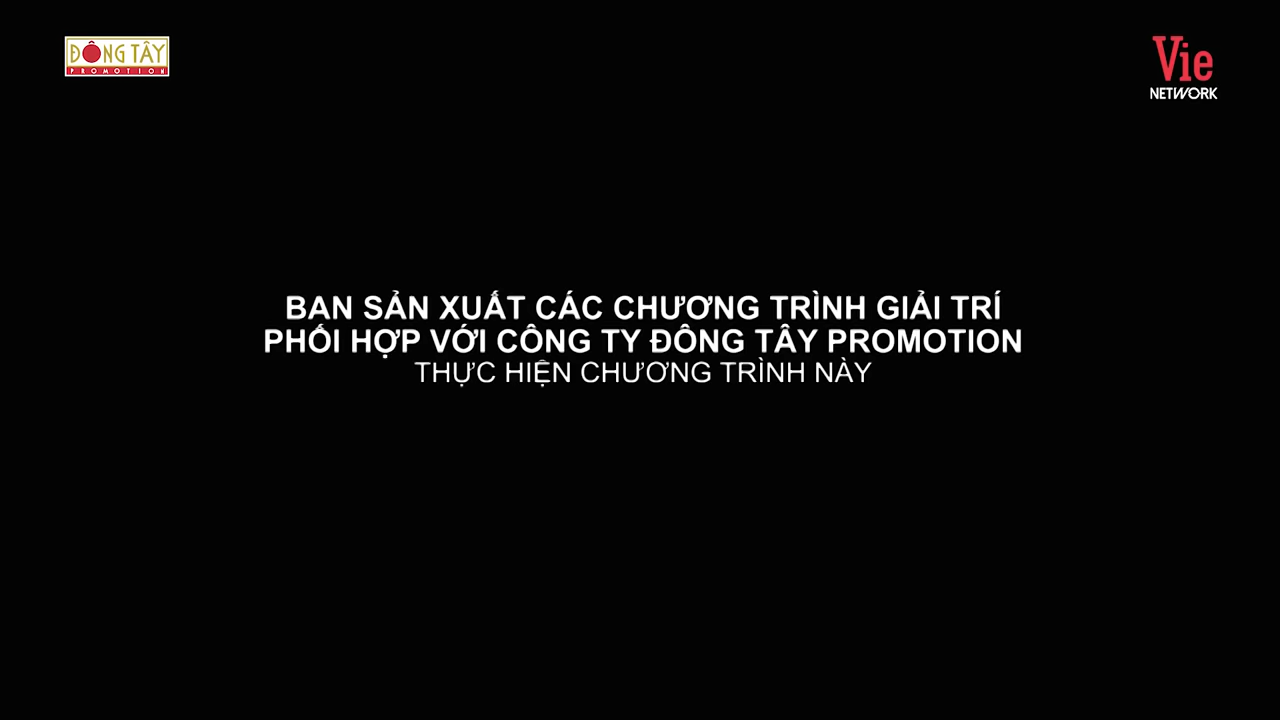 ĐÔNG TÂY
PROMOTION
Vie
NETWORK
BAN SẢN XUẤT CÁC CHƯƠNG TRÌNH GIẢI TRÍ
PHỐI HỢP VỚI CÔNG TY ĐÔNG TÂY PROMOTION
THỰC HIỆN CHƯƠNG TRÌNH NÀY